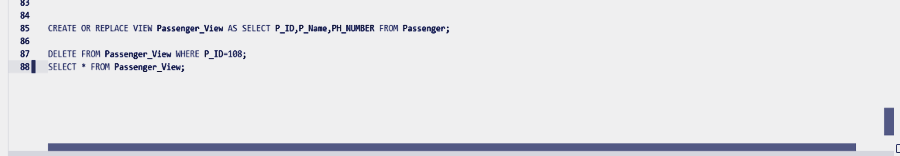 83
84
85 CREATE OR REPLACE VIEW Passenger_View AS SELECT P_ID,P_Name,PH_NUMBER FROM Passenger;
86
87 DELETE FROM Passenger_View WHERE P_ID=108;
88 SELECT * FROM Passenger_View;